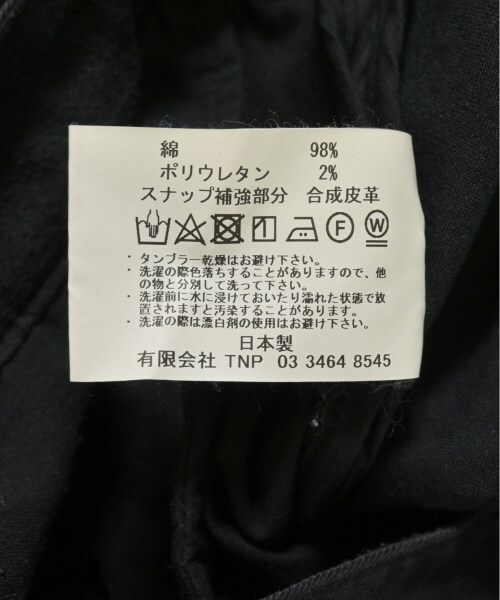 綿 98%
ポリウレタン 2%
スナップ補強部分 合成皮革
F W
・タンブラー乾燥はお避け下さい。
・洗濯の際色落ちすることがありますので、他
の物と分別して洗って下さい。
・洗濯前に水に浸けておいたり濡れた状態で放
置されますと汚染することがあります。
・洗濯の際は漂白剤の使用はお避け下さい。
日本製
有限会社 TNP 03 3464 8545